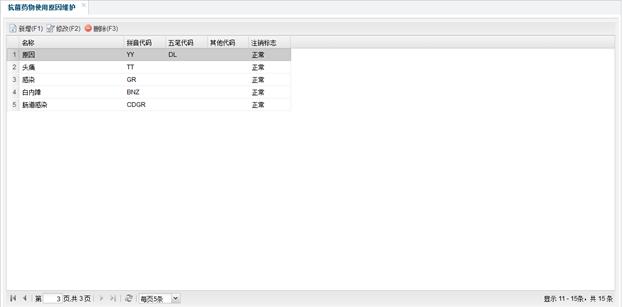 抗菌药物使用原因维护
新增(F1) 修改(F2) 删除(F3)
名称 拼音代码 五笔代码 其他代码 注销标志
1 原因 YY DL 正常
2 头痛 TT 正常
3 感染 GR 正常
4 白内障 BNZ 正常
5 肠道感染 CDGR 正常
第 3 页,共 3 页 每页5条 显示 11 - 15条，共 15 条